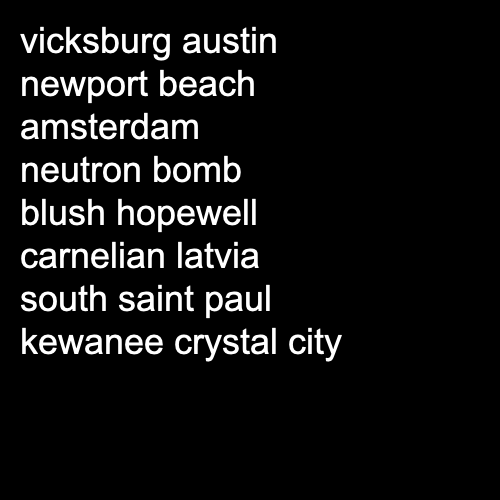 vicksburg austin
newport beach
amsterdam
neutron bomb
blush hopewell
carnelian latvia
south saint paul
kewanee crystal city